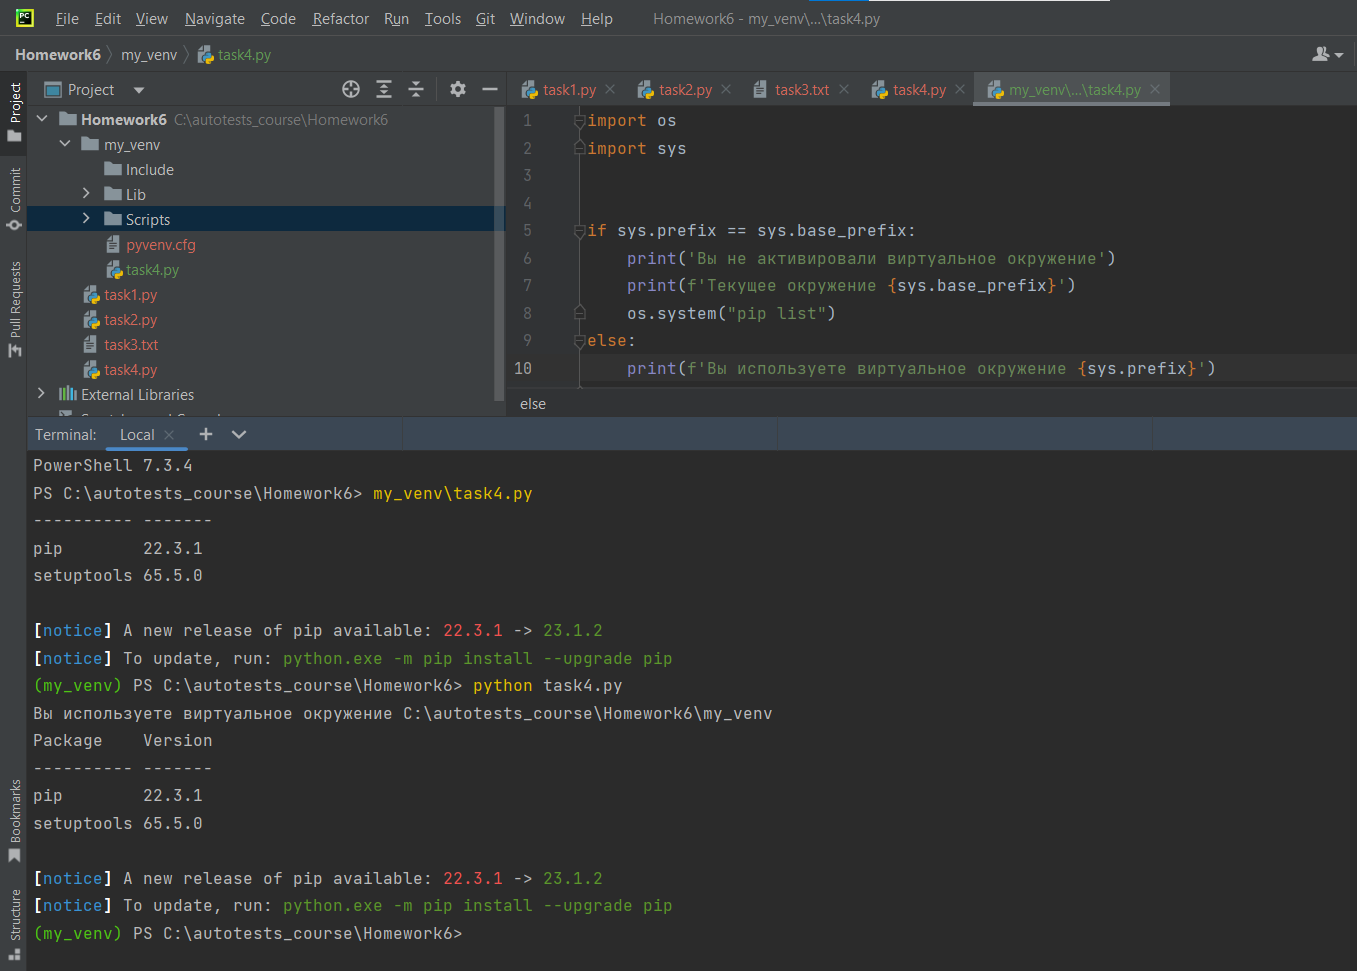 PC
File Edit View Navigate Code Refactor Run Tools Git Window Help Homework6 - my_venv\...\task4.py
Homework6 my_venv task4.py
Project
Commit
Pull Requests
Bookmarks
Structure
Project
Homework6 C:\autotests_course\Homework6
my_venv
Include
Lib
Scripts
pyvenv.cfg
task4.py
task1.py
task2.py
task3.txt
task4.py
External Libraries
task1.py task2.py task3.txt task4.py my_venv\...\task4.py
1 import os
2 import sys
3
4
5 if sys.prefix == sys.base_prefix:
6 print('Вы не активировали виртуальное окружение')
7 print(f'Текущее окружение {sys.base_prefix}')
8 os.system("pip list")
9 else:
10 print(f'Вы используете виртуальное окружение {sys.prefix}')
else
Terminal: Local
PowerShell 7.3.4
PS C:\autotests_course\Homework6> my_venv\task4.py
---------- -------
pip 22.3.1
setuptools 65.5.0
[notice] A new release of pip available: 22.3.1 -> 23.1.2
[notice] To update, run: python.exe -m pip install --upgrade pip
(my_venv) PS C:\autotests_course\Homework6> python task4.py
Вы используете виртуальное окружение C:\autotests_course\Homework6\my_venv
Package Version
---------- -------
pip 22.3.1
setuptools 65.5.0
[notice] A new release of pip available: 22.3.1 -> 23.1.2
[notice] To update, run: python.exe -m pip install --upgrade pip
(my_venv) PS C:\autotests_course\Homework6>